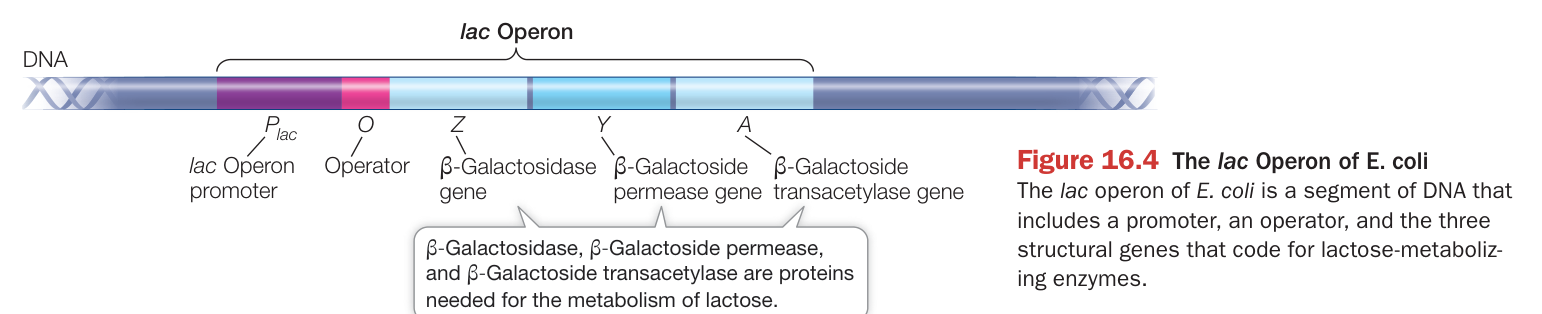 lac Operon
DNA
Plac
O
Z
Y
A
lac Operon
promoter
Operator
β-Galactosidase
gene
β-Galactoside
permease gene
β-Galactoside
transacetylase gene
β-Galactosidase, β-Galactoside permease,
and β-Galactoside transacetylase are proteins
needed for the metabolism of lactose.
Figure 16.4 The lac Operon of E. coli
The lac operon of E. coli is a segment of DNA that
includes a promoter, an operator, and the three
structural genes that code for lactose-metaboliz-
ing enzymes.